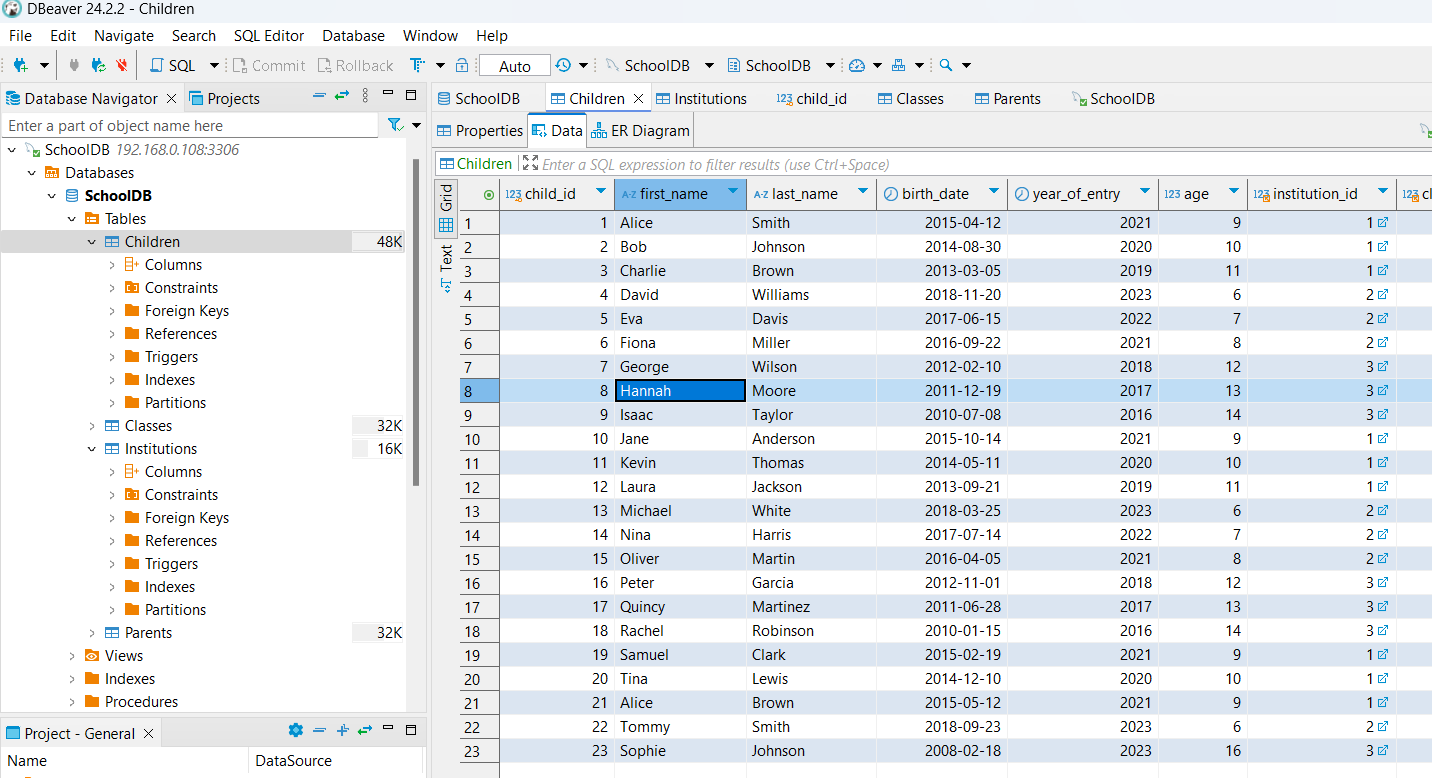 DBeaver 24.2.2 - Children
File Edit Navigate Search SQL Editor Database Window Help
SQL Commit Rollback Auto SchoolDB SchoolDB
Database Navigator Projects
Enter a part of object name here
SchoolDB 192.168.0.108:3306
Databases
SchoolDB
Tables
Children 48K
Columns
Constraints
Foreign Keys
References
Triggers
Indexes
Partitions
Classes 32K
Institutions 16K
Columns
Constraints
Foreign Keys
References
Triggers
Indexes
Partitions
Parents 32K
Views
Indexes
Procedures
Project - General
Name DataSource
SchoolDB Children Institutions 123 child_id Classes Parents SchoolDB
Properties Data ER Diagram
Children Enter a SQL expression to filter results (use Ctrl+Space)
Grid
Text
123 child_id A-Z first_name A-Z last_name birth_date year_of_entry 123 age 123 institution_id 123
1 1 Alice Smith 2015-04-12 2021 9 1
2 2 Bob Johnson 2014-08-30 2020 10 1
3 3 Charlie Brown 2013-03-05 2019 11 1
4 4 David Williams 2018-11-20 2023 6 2
5 5 Eva Davis 2017-06-15 2022 7 2
6 6 Fiona Miller 2016-09-22 2021 8 2
7 7 George Wilson 2012-02-10 2018 12 3
8 8 Hannah Moore 2011-12-19 2017 13 3
9 9 Isaac Taylor 2010-07-08 2016 14 3
10 10 Jane Anderson 2015-10-14 2021 9 1
11 11 Kevin Thomas 2014-05-11 2020 10 1
12 12 Laura Jackson 2013-09-21 2019 11 1
13 13 Michael White 2018-03-25 2023 6 2
14 14 Nina Harris 2017-07-14 2022 7 2
15 15 Oliver Martin 2016-04-05 2021 8 2
16 16 Peter Garcia 2012-11-01 2018 12 3
17 17 Quincy Martinez 2011-06-28 2017 13 3
18 18 Rachel Robinson 2010-01-15 2016 14 3
19 19 Samuel Clark 2015-02-19 2021 9 1
20 20 Tina Lewis 2014-12-10 2020 10 1
21 21 Alice Brown 2015-05-12 2021 9 1
22 22 Tommy Smith 2018-09-23 2023 6 2
23 23 Sophie Johnson 2008-02-18 2023 16 3